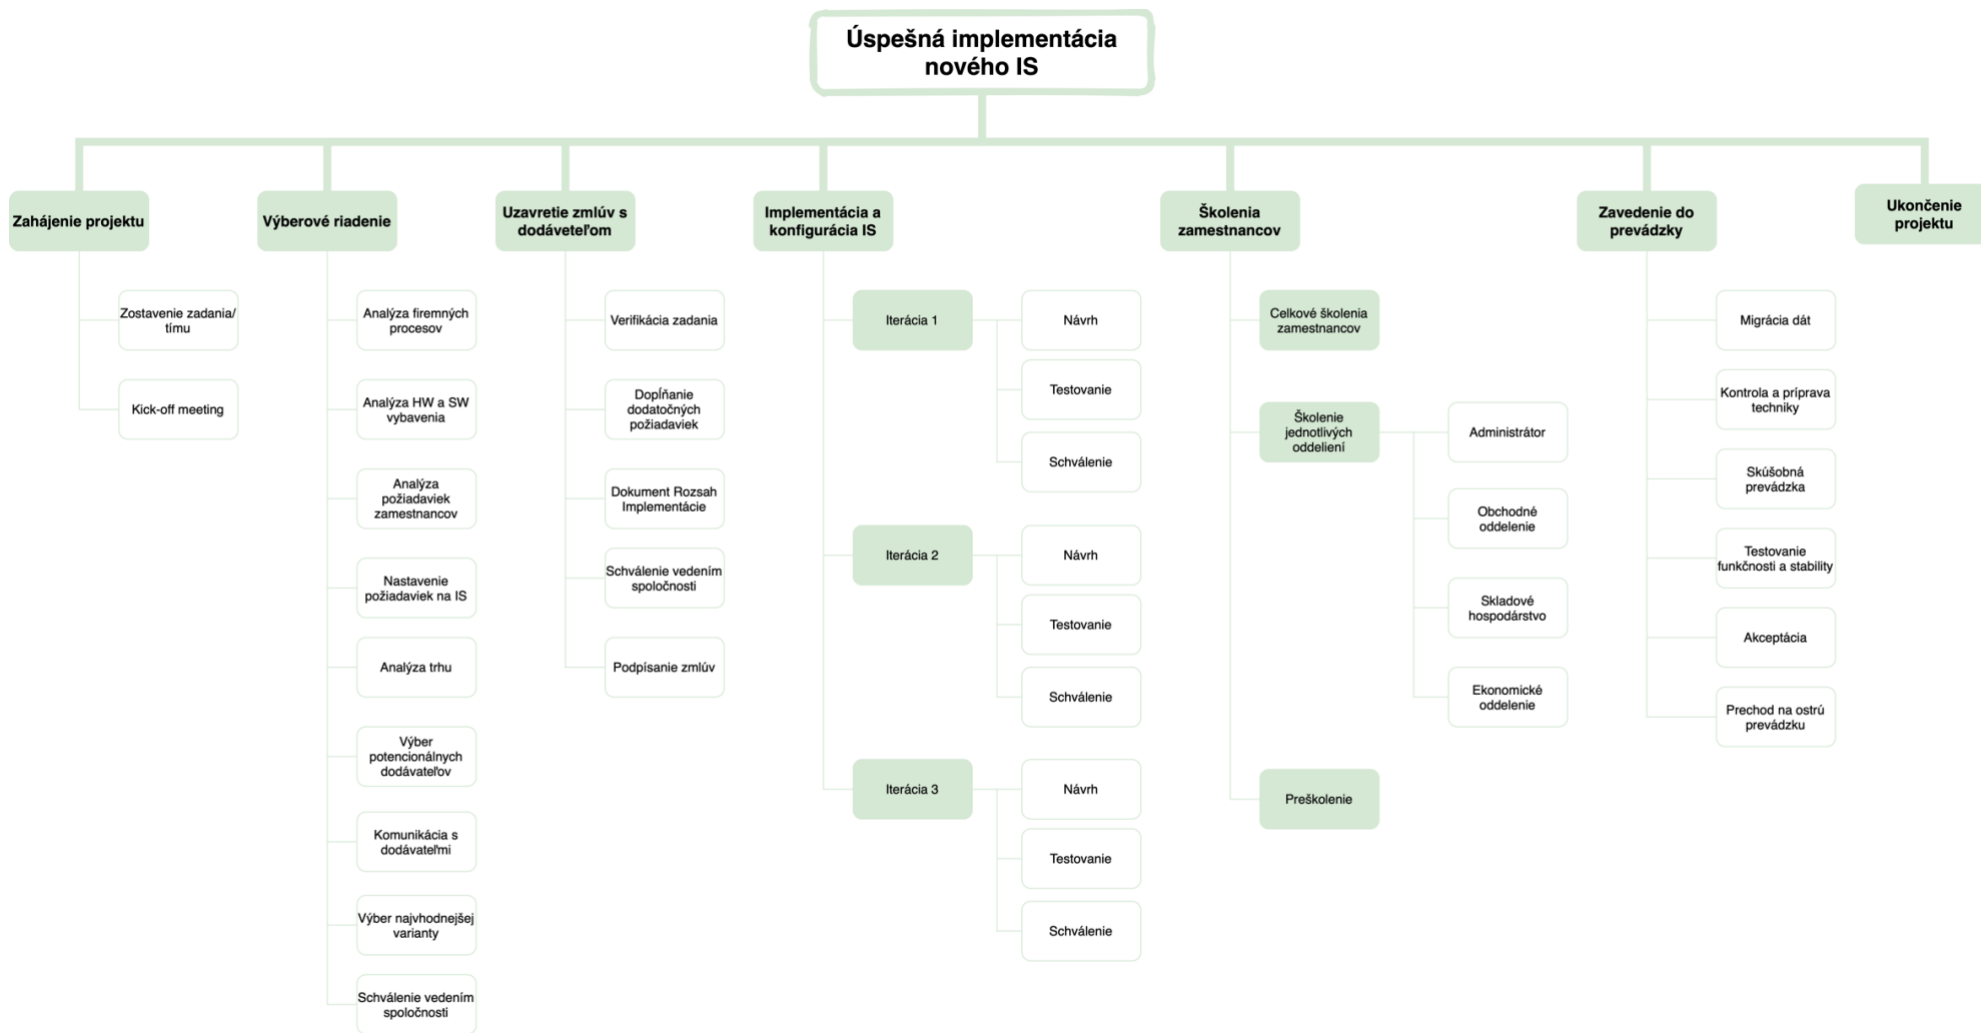 Úspešná implementácia
nového IS
Zahájenie projektu
Zostavenie zadania/
tímu
Kick-off meeting
Výberové riadenie
Analýza firemných
procesov
Analýza HW a SW
vybavenia
Analýza
požiadaviek
zamestnancov
Nastavenie
požiadaviek na IS
Analýza trhu
Výber
potencionálnych
dodávateľov
Komunikácia s
dodávateľmi
Výber najvhodnejšej
varianty
Schválenie vedením
spoločnosti
Uzavretie zmlúv s
dodáveteľom
Verifikácia zadania
Dopĺňanie
dodatočných
požiadaviek
Dokument Rozsah
Implementácie
Schválenie vedením
spoločnosti
Podpísanie zmlúv
Implementácia a
konfigurácia IS
Iterácia 1
Návrh
Testovanie
Schválenie
Iterácia 2
Návrh
Testovanie
Schválenie
Iterácia 3
Návrh
Testovanie
Schválenie
Školenia
zamestnancov
Celkové školenia
zamestnancov
Školenie
jednotlivých
oddeliení
Administrátor
Obchodné
oddelenie
Skladové
hospodárstvo
Ekonomické
oddelenie
Preškolenie
Zavedenie do
prevádzky
Migrácia dát
Kontrola a príprava
techniky
Skúšobná
prevádzka
Testovanie
funkčnosti a stability
Akceptácia
Prechod na ostrú
prevádzku
Ukončenie
projektu